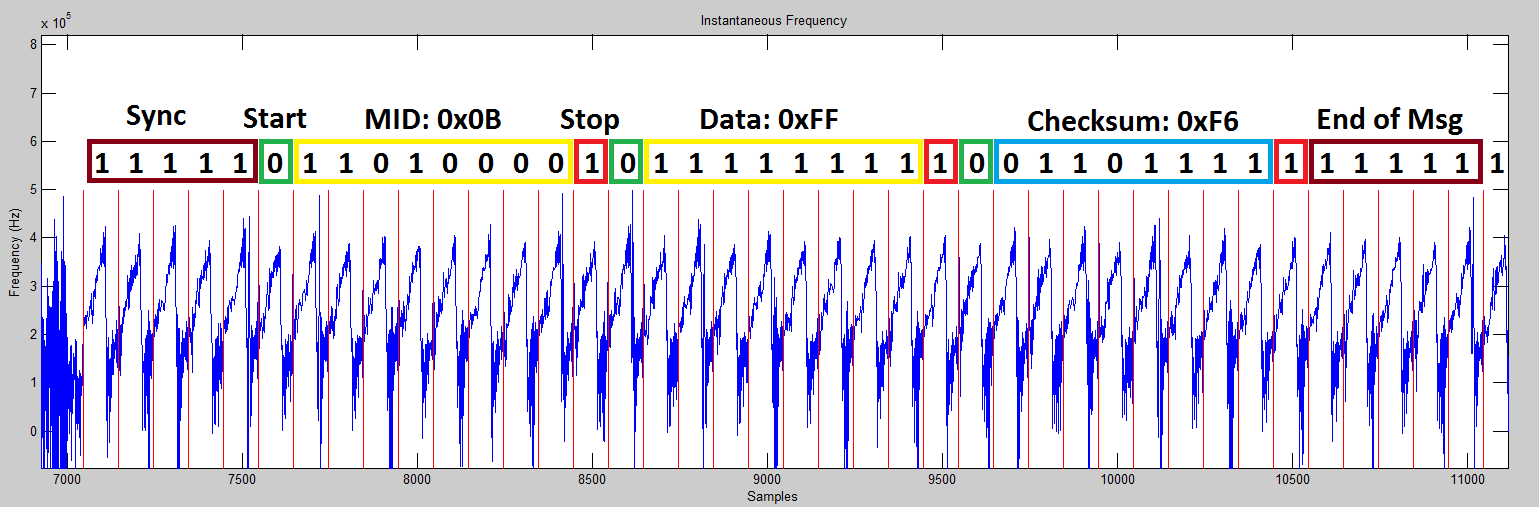 Instantaneous Frequency
x 10⁵
8
7
Sync Start MID: 0x0B Stop Data: 0xFF Checksum: 0xF6 End of Msg
6
1 1 1 1 1 0 1 1 0 1 0 0 0 0 1 0 1 1 1 1 1 1 1 1 1 0 0 1 1 0 1 1 1 1 1 1 1 1 1 1 1
5
4
3
2
1
0
Frequency (Hz)
7000 7500 8000 8500 9000 9500 10000 10500 11000
Samples